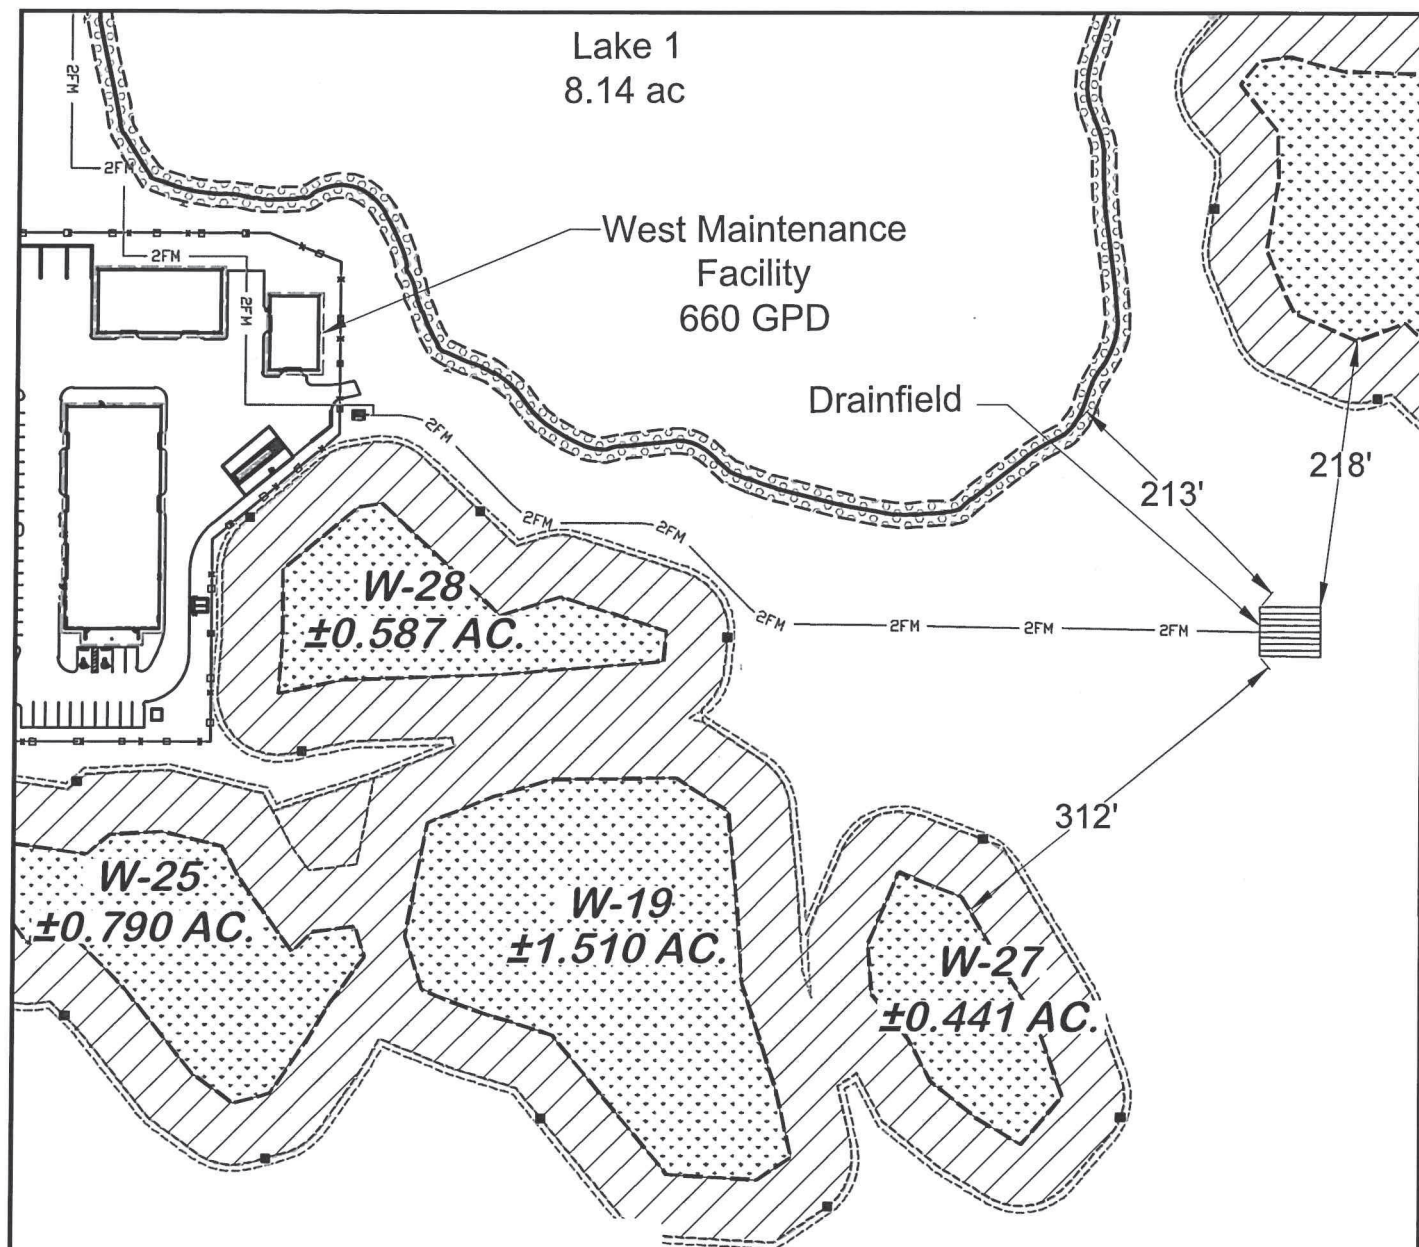 Lake 1
8.14 ac
2FM
2FM
West Maintenance
Facility
660 GPD
2FM
2FM
Drainfield
2FM
218'
213'
2FM
2FM
W-28
±0.587 AC.
2FM
2FM
2FM
2FM
312'
W-25
±0.790 AC.
W-19
±1.510 AC.
W-27
±0.441 AC.